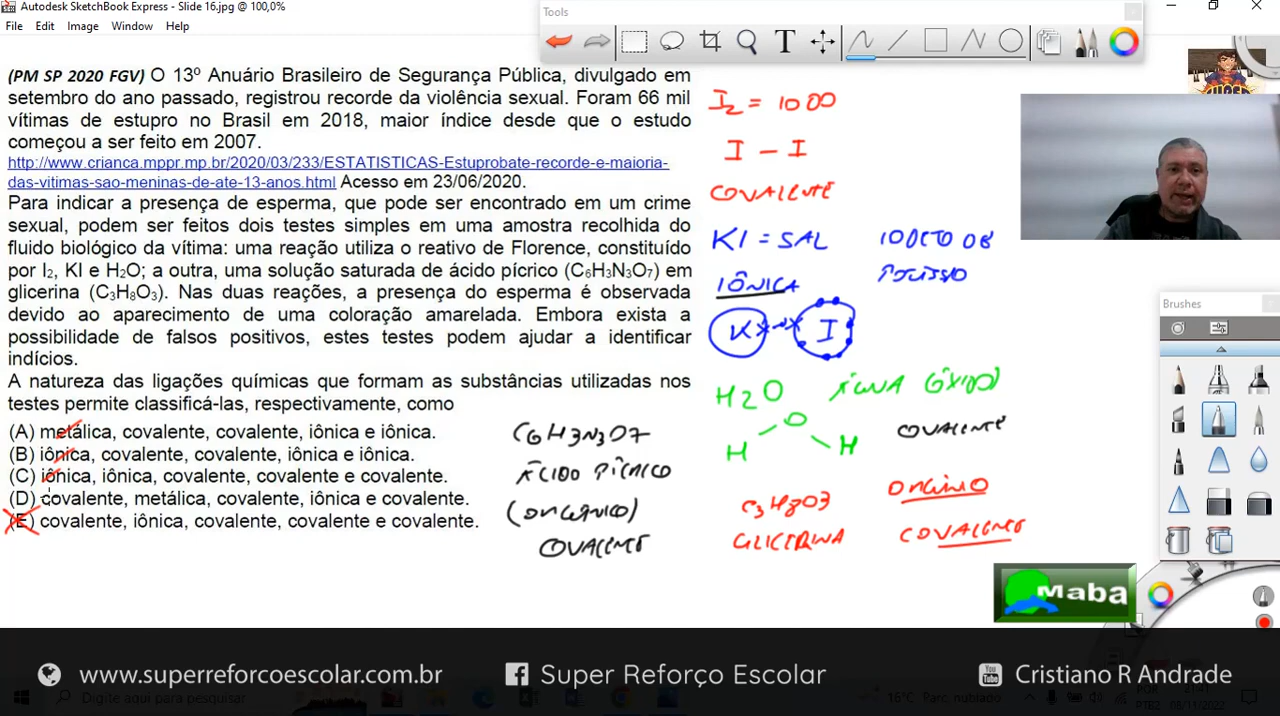 Autodesk SketchBook Express - Slide 16.jpg @ 100,0%
File Edit Image Window Help
Tools
(PM SP 2020 FGV) O 13º Anuário Brasileiro de Segurança Pública, divulgado em
setembro do ano passado, registrou recorde da violência sexual. Foram 66 mil
vítimas de estupro no Brasil em 2018, maior índice desde que o estudo
começou a ser feito em 2007.
http://www.crianca.mppr.mp.br/2020/03/233/ESTATISTICAS-Estuprobate-recorde-e-maioria-
das-vitimas-sao-meninas-de-ate-13-anos.html Acesso em 23/06/2020.
Para indicar a presença de esperma, que pode ser encontrado em um crime
sexual, podem ser feitos dois testes simples em uma amostra recolhida do
fluido biológico da vítima: uma reação utiliza o reativo de Florence, constituído
por I₂, KI e H₂O; a outra, uma solução saturada de ácido pícrico (C₆H₃N₃O₇) em
glicerina (C₃H₈O₃). Nas duas reações, a presença do esperma é observada
devido ao aparecimento de uma coloração amarelada. Embora exista a
possibilidade de falsos positivos, estes testes podem ajudar a identificar
indícios.
A natureza das ligações químicas que formam as substâncias utilizadas nos
testes permite classificá-las, respectivamente, como
(A) metálica, covalente, covalente, iônica e iônica.
(B) iônica, covalente, covalente, iônica e iônica.
(C) iônica, iônica, covalente, covalente e covalente.
(D) covalente, metálica, covalente, iônica e covalente.
(E) covalente, iônica, covalente, covalente e covalente.
I2 = IODO
I - I
COVALENTE
KI = SAL IODETO DE
POTÁSSIO
IÔNICA
K I
H2O ÁGUA (ÓXIDO)
O
H H
COVALENTE
C6H3N3O7
ÁCIDO PÍCRICO
(ORGÂNICO)
COVALENTE
C3H8O3
GLICERINA
COVALENTE
Brushes
Maba
www.superreforcoescolar.com.br
Super Reforço Escolar
Cristiano R Andrade
Digite aqui para pesquisar
16°C Parc. nublado
POR
PTB2